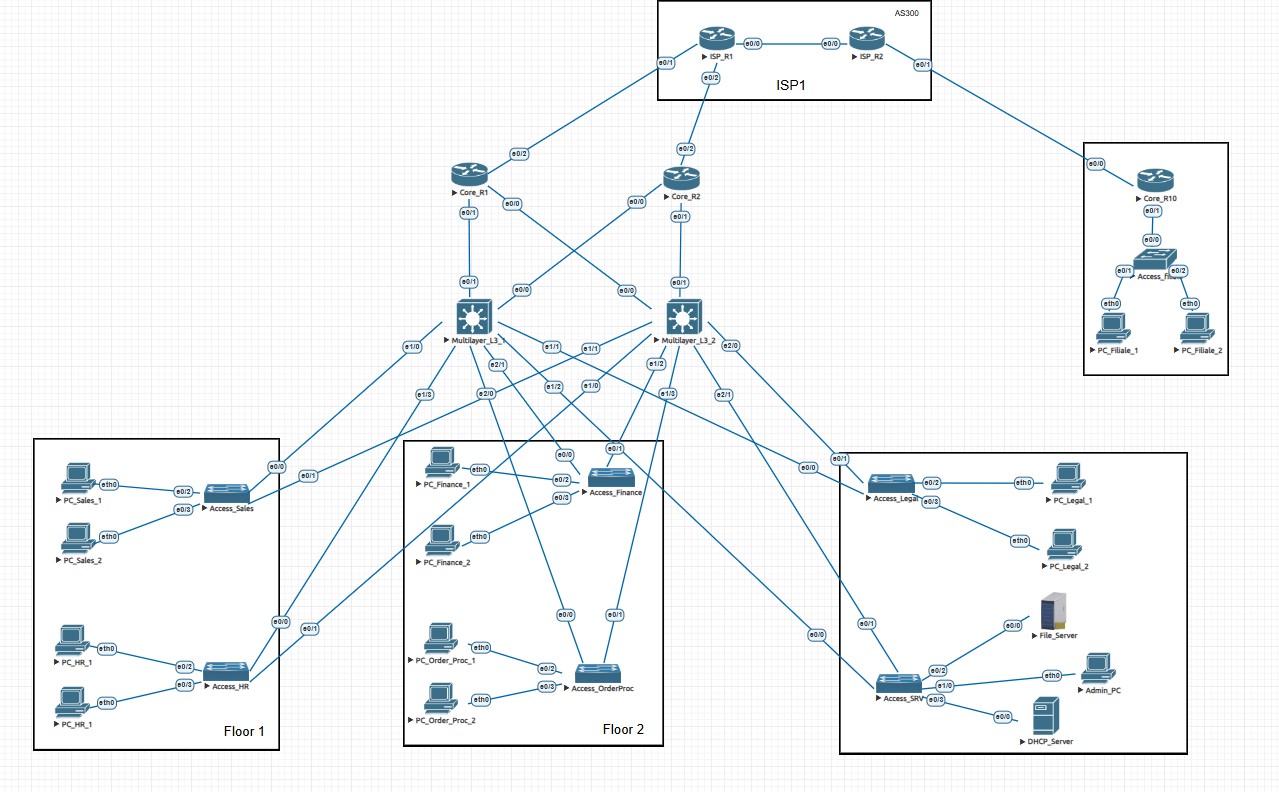 AS300
ISP_R1
e0/0
e0/0
ISP_R2
e0/1
e0/2
e0/1
ISP1
e0/2
e0/2
Core_R1
e0/1
e0/0
Core_R2
e0/0
e0/1
e0/0
Core_R10
e0/1
e0/0
e0/1
e0/2
eth0
eth0
PC_Filiale_1
PC_Filiale_2
e0/1
e0/0
e0/0
e0/1
Multilayer_L3_1
Multilayer_L3_2
e1/0
e1/1
e1/1
e2/0
e2/1
e1/2
e1/3
e2/0
e1/2
e1/0
e1/3
e2/1
e0/0
e0/1
PC_Sales_1
eth0
e0/2
Access_Sales
PC_Sales_2
eth0
e0/3
PC_HR_1
eth0
e0/2
e0/0
e0/1
Access_HR
PC_HR_1
eth0
e0/3
Floor 1
e0/0
e0/1
PC_Finance_1
eth0
e0/2
Access_Finance
PC_Finance_2
eth0
e0/3
e0/0
e0/1
PC_Order_Proc_1
eth0
e0/2
Access_OrderProc
PC_Order_Proc_2
eth0
e0/3
Floor 2
e0/1
e0/0
Access_Legal
e0/2
eth0
PC_Legal_1
e0/3
eth0
PC_Legal_2
e0/1
e0/0
File_Server
e0/0
e0/2
Access_SRV
e1/0
eth0
Admin_PC
e0/3
e0/0
DHCP_Server